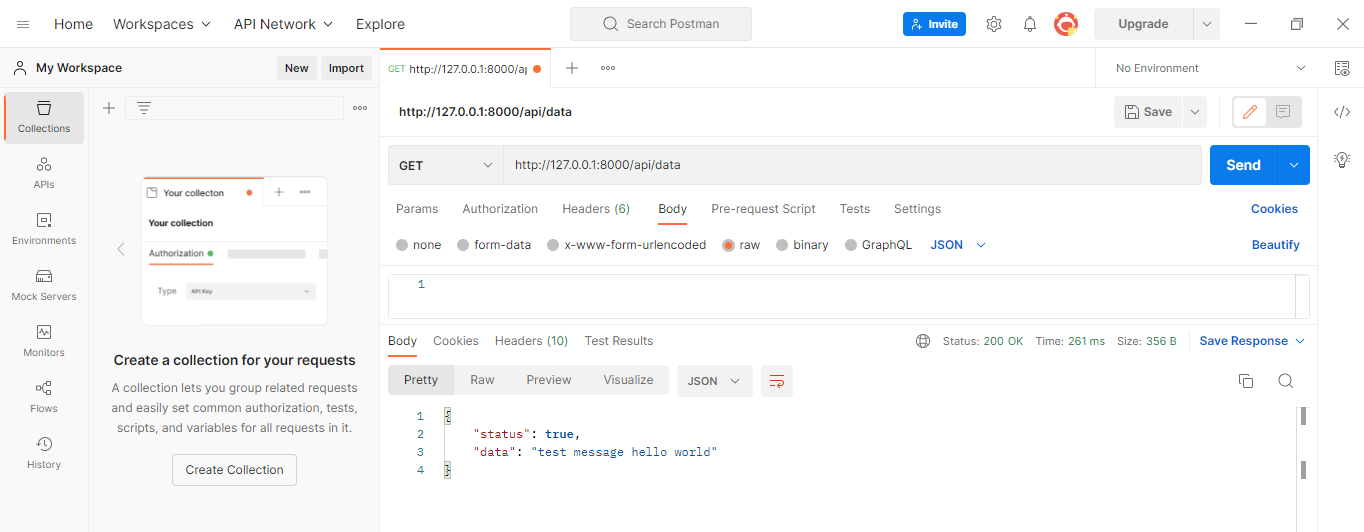 Home Workspaces API Network Explore Search Postman Invite Upgrade
My Workspace New Import
GET http://127.0.0.1:8000/ap
No Environment
Collections
APIs
Environments
Mock Servers
Monitors
Flows
History
Your collecton
Your collection
Authorization
Type API Key
Create a collection for your requests
A collection lets you group related requests
and easily set common authorization, tests,
scripts, and variables for all requests in it.
Create Collection
http://127.0.0.1:8000/api/data Save
GET http://127.0.0.1:8000/api/data Send
Params Authorization Headers (6) Body Pre-request Script Tests Settings Cookies
none form-data x-www-form-urlencoded raw binary GraphQL JSON Beautify
1
Body Cookies Headers (10) Test Results Status: 200 OK Time: 261 ms Size: 356 B Save Response
Pretty Raw Preview Visualize JSON
1 {
2 "status": true,
3 "data": "test message hello world"
4 }